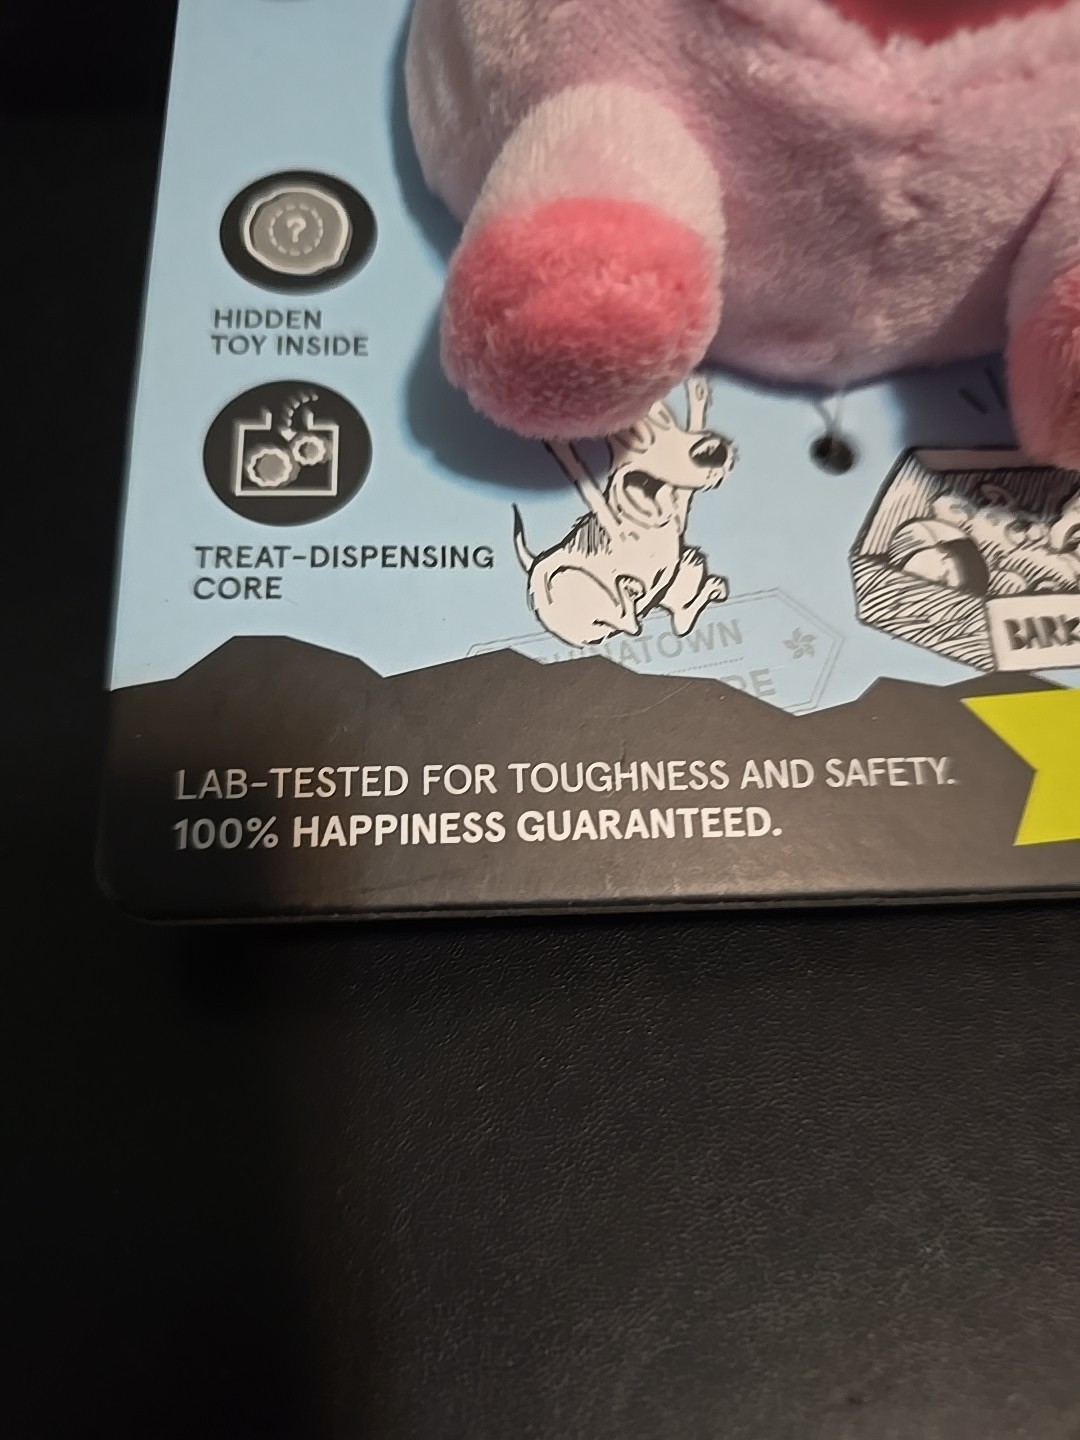 ?
HIDDEN
TOY INSIDE
TREAT-DISPENSING
CORE
LAB-TESTED FOR TOUGHNESS AND SAFETY.
100% HAPPINESS GUARANTEED.